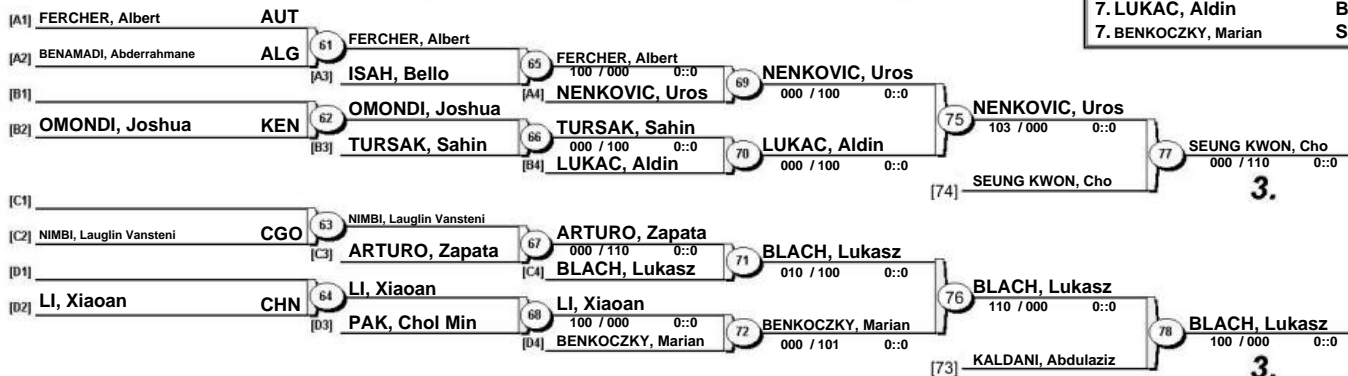 7. LUKAC, Aldin B
7. BENKOCZKY, Marian S
[A1] FERCHER, Albert AUT
[A2] BENAMADI, Abderrahmane ALG
61 FERCHER, Albert
[A3] ISAH, Bello
65 FERCHER, Albert
100 / 000 0::0
[A4] NENKOVIC, Uros
69 NENKOVIC, Uros
000 / 100 0::0
[B1]
[B2] OMONDI, Joshua KEN
62 OMONDI, Joshua
[B3] TURSAK, Sahin
66 TURSAK, Sahin
000 / 100 0::0
[B4] LUKAC, Aldin
70 LUKAC, Aldin
000 / 100 0::0
75 NENKOVIC, Uros
103 / 000 0::0
[74] SEUNG KWON, Cho
77 SEUNG KWON, Cho
000 / 110 0::0
3.
[C1]
[C2] NIMBI, Lauglin Vansteni CGO
63 NIMBI, Lauglin Vansteni
[C3] ARTURO, Zapata
67 ARTURO, Zapata
000 / 110 0::0
[C4] BLACH, Lukasz
71 BLACH, Lukasz
010 / 100 0::0
[D1]
[D2] LI, Xiaoan CHN
64 LI, Xiaoan
[D3] PAK, Chol Min
68 LI, Xiaoan
100 / 000 0::0
[D4] BENKOCZKY, Marian
72 BENKOCZKY, Marian
000 / 101 0::0
76 BLACH, Lukasz
110 / 000 0::0
[73] KALDANI, Abdulaziz
78 BLACH, Lukasz
100 / 000 0::0
3.